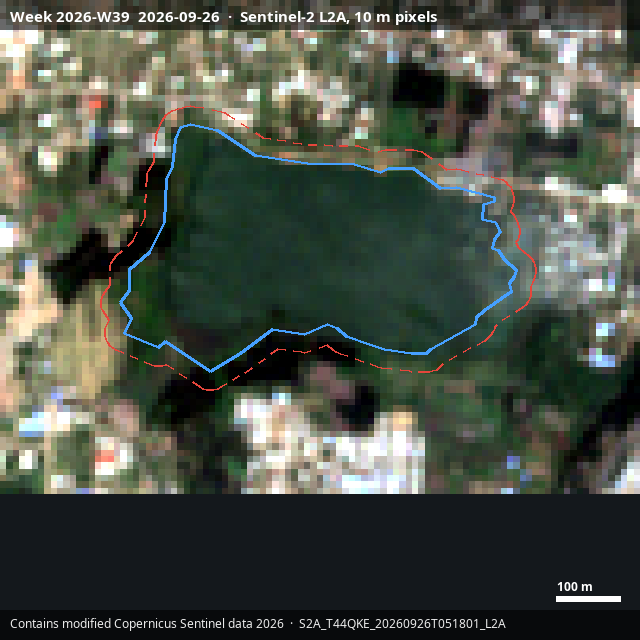 Week 2026-W39 2026-09-26 · Sentinel-2 L2A, 10 m pixels
100 m
Contains modified Copernicus Sentinel data 2026 · S2A_T44QKE_20260926T051801_L2A